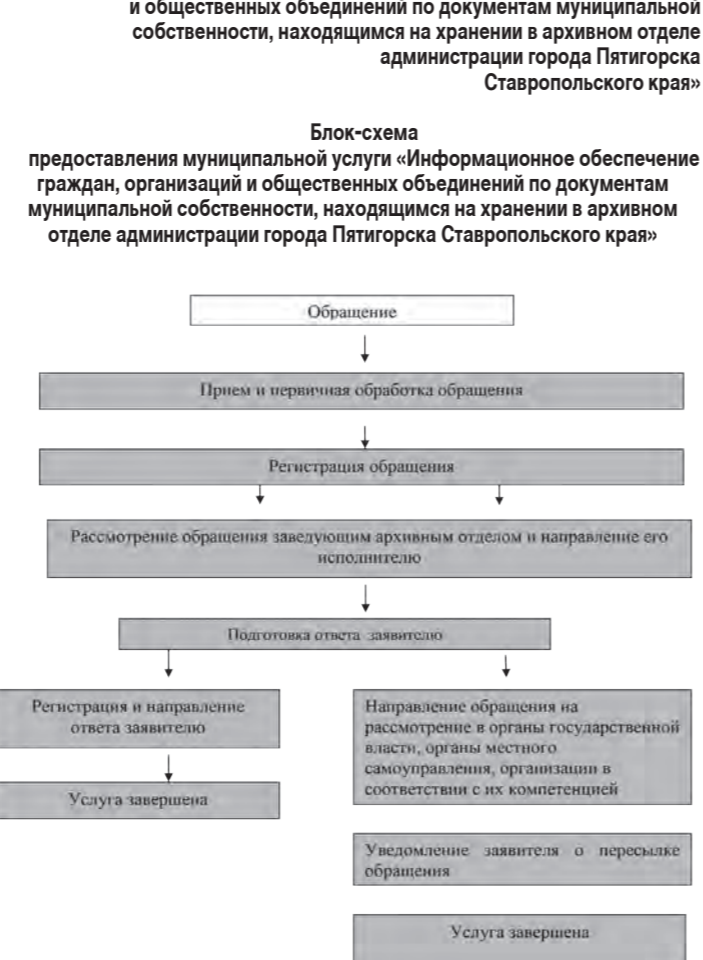 и общественных объединений по документам муниципальной
собственности, находящимся на хранении в архивном отделе
администрации города Пятигорска
Ставропольского края»
Блок-схема
предоставления муниципальной услуги «Информационное обеспечение
граждан, организаций и общественных объединений по документам
муниципальной собственности, находящимся на хранении в архивном
отделе администрации города Пятигорска Ставропольского края»
Обращение
Прием и первичная обработка обращения
Регистрация обращения
Рассмотрение обращения заведующим архивным отделом и направление его
исполнителю
Подготовка ответа заявителю
Регистрация и направление
ответа заявителю
Услуга завершена
Направление обращения на
рассмотрение в органы государственной
власти, органы местного
самоуправления, организации в
соответствии с их компетенцией
Уведомление заявителя о пересылке
обращения
Услуга завершена